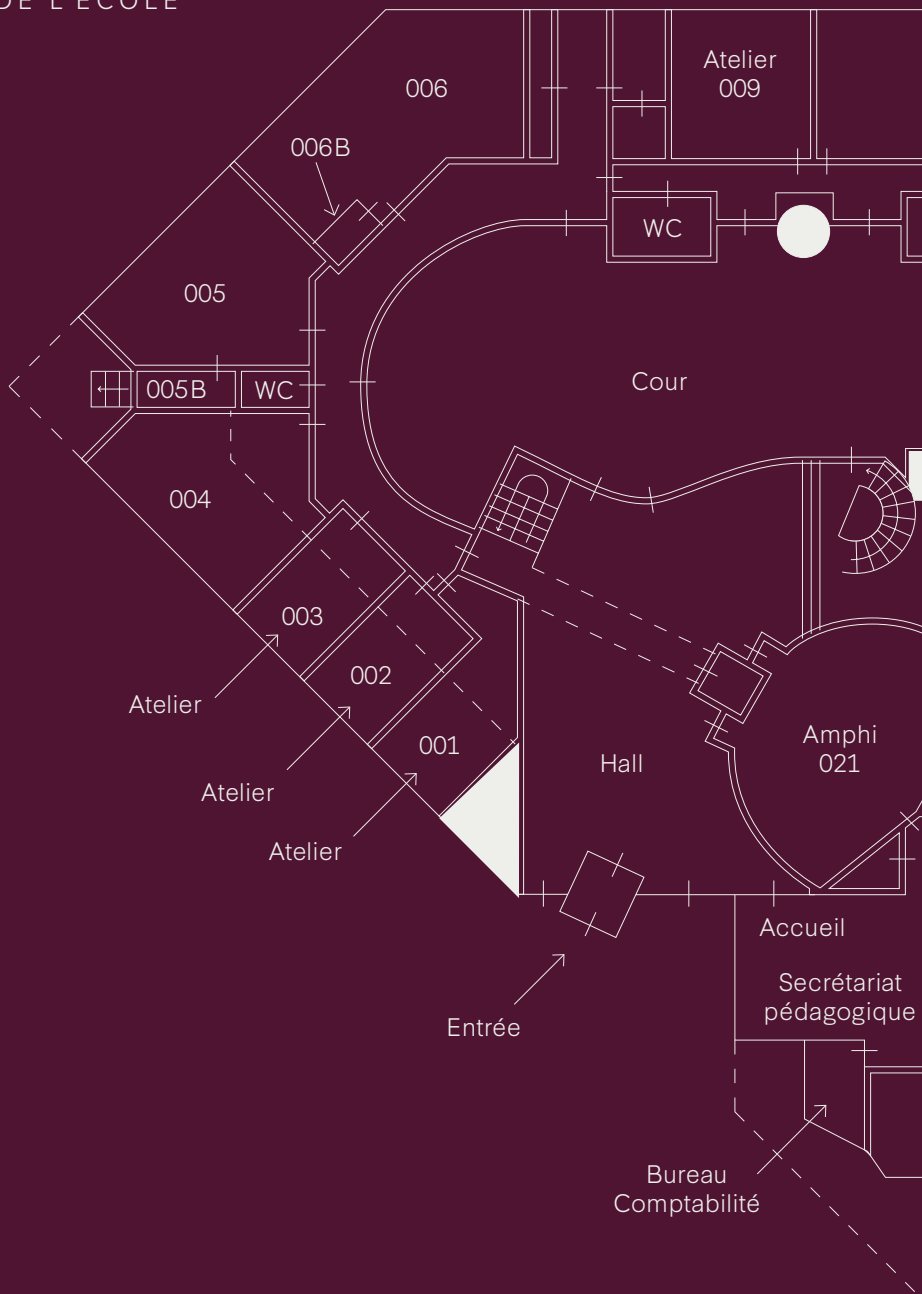 DE L'ÉCOLE
Atelier
009
006
006B
WC
005
Cour
005B
WC
004
003
002
Atelier
001
Amphi
021
Hall
Atelier
Atelier
Accueil
Secrétariat
pédagogique
Entrée
Bureau
Comptabilité